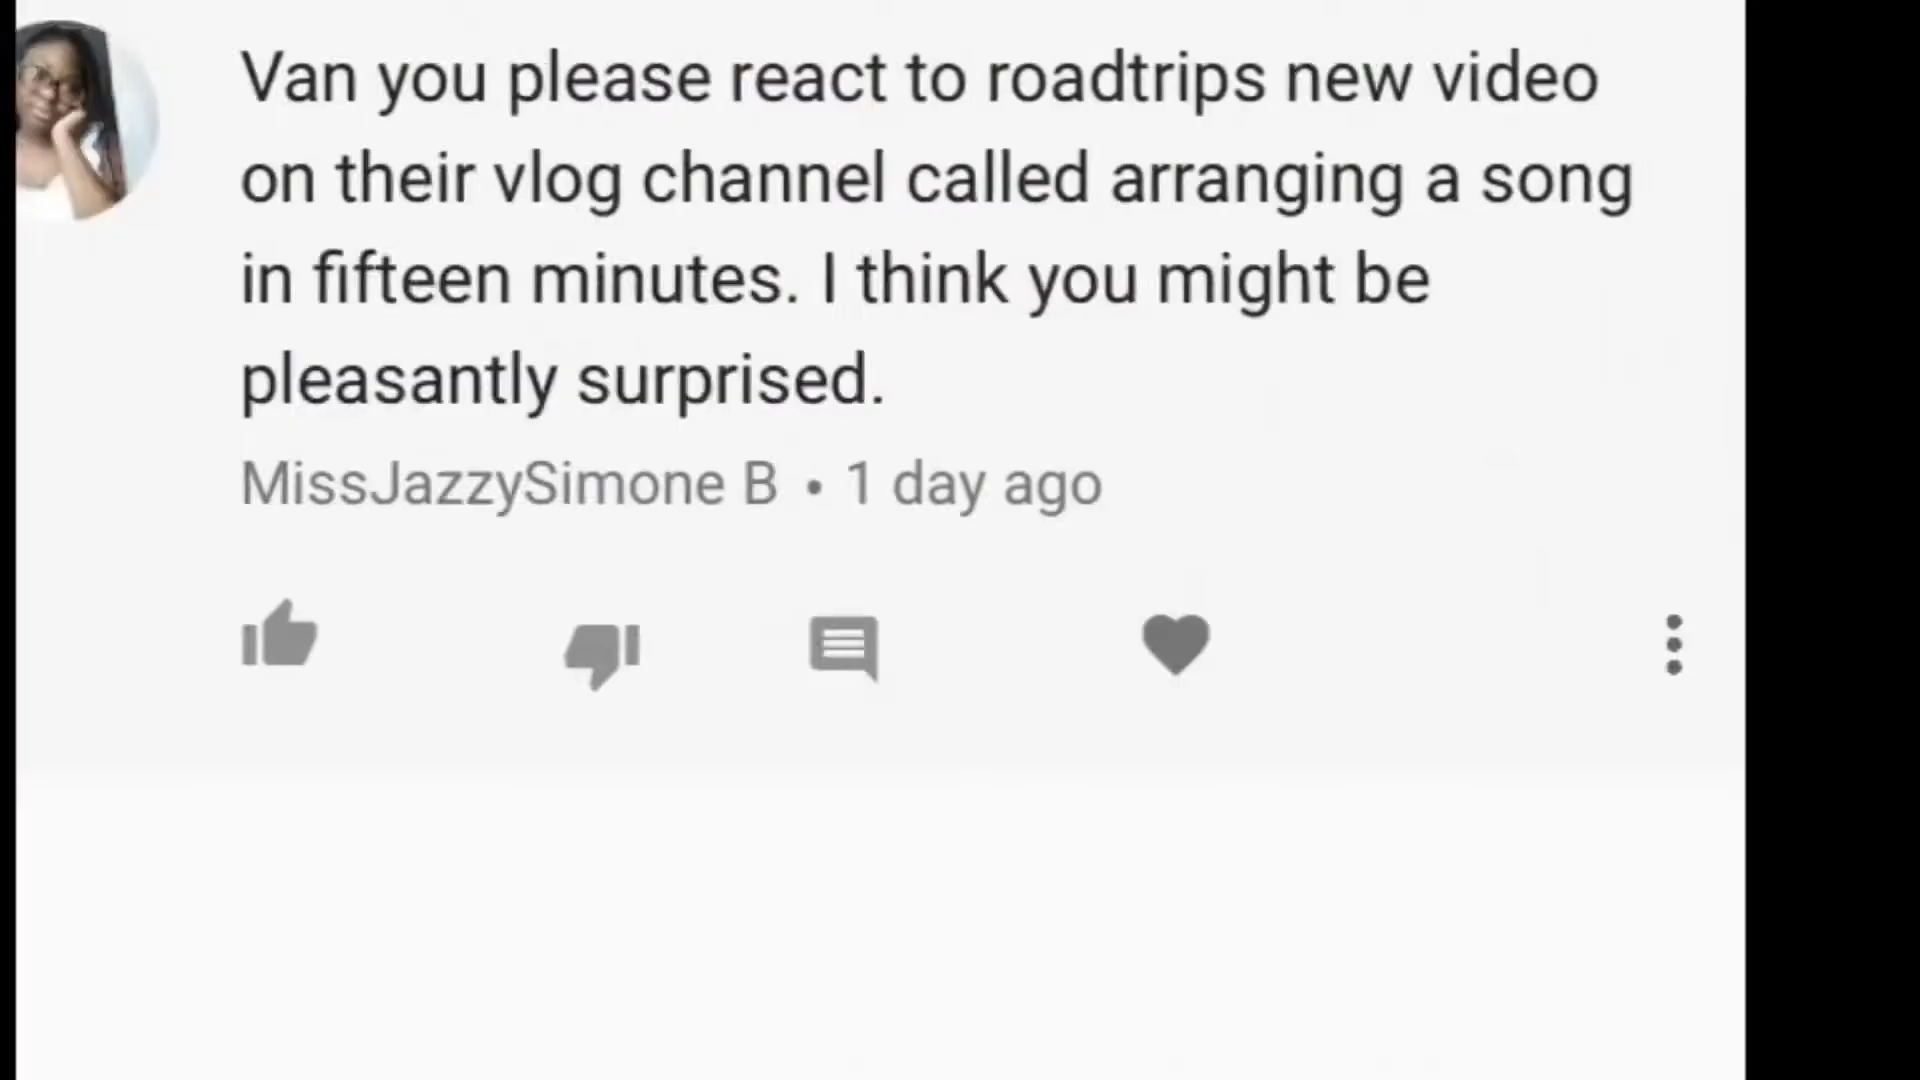 Van you please react to roadtrips new video
on their vlog channel called arranging a song
in fifteen minutes. I think you might be
pleasantly surprised.
MissJazzySimone B • 1 day ago